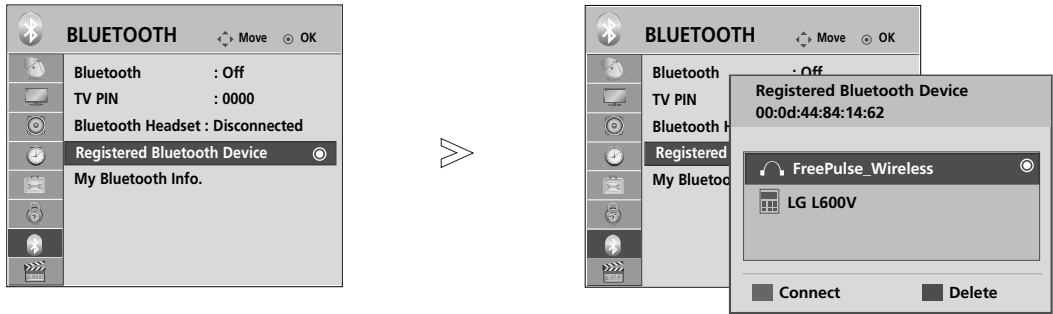 BLUETOOTH Move OK
Bluetooth : Off
TV PIN : 0000
Bluetooth Headset : Disconnected
Registered Bluetooth Device
My Bluetooth Info.
BLUETOOTH Move OK
Bluetooth : Off
TV PIN
Bluetooth H
Registered
My Bluetoo
Registered Bluetooth Device
00:0d:44:84:14:62
FreePulse_Wireless
LG L600V
Connect Delete